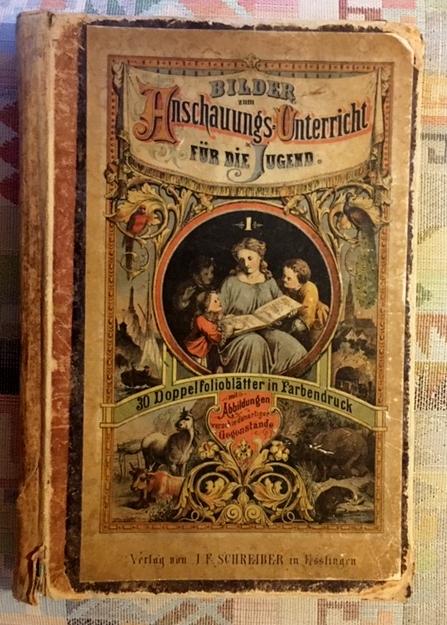 BILDER
zum
Anschauungs-Unterricht
FÜR DIE JUGEND.
I
30 Doppelfolioblätter in Farbendruck
mit
Abbildungen
verschiedenartiger
Gegenstände
Verlag von J. F. SCHREIBER in Esslingen